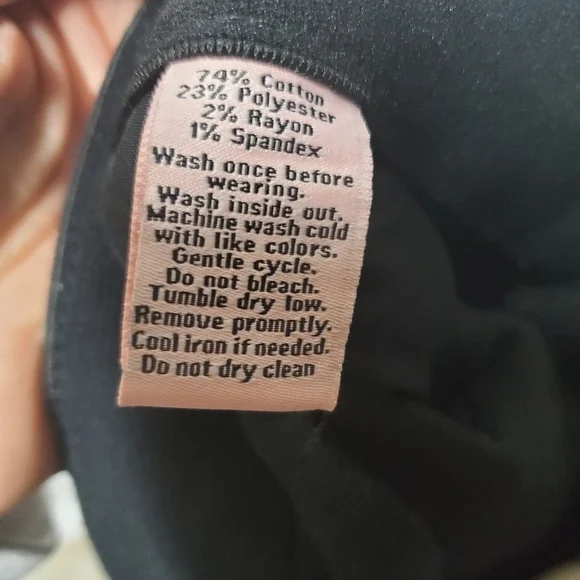 74% Cotton
23% Polyester
2% Rayon
1% Spandex
Wash once before
wearing.
Wash inside out.
Machine wash cold
with like colors.
Gentle cycle.
Do not bleach.
Tumble dry low.
Remove promptly.
Cool iron if needed.
Do not dry clean